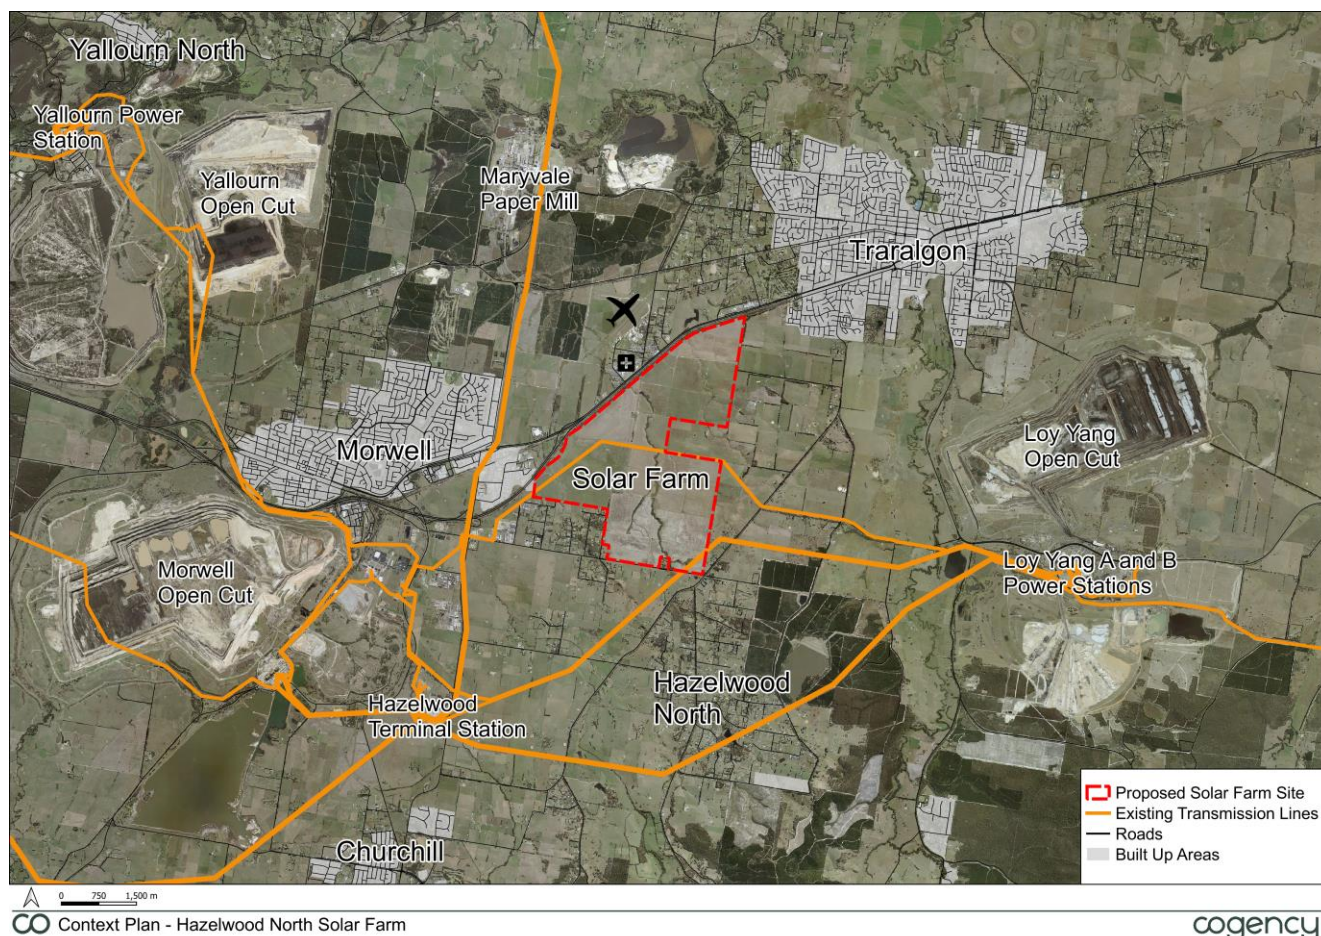 Yallourn North
Yallourn Power
Station
Yallourn
Open Cut
Maryvale
Paper Mill
Traralgon
Morwell
Solar Farm
Loy Yang
Open Cut
Morwell
Open Cut
Loy Yang A and B
Power Stations
Hazelwood
North
Hazelwood
Terminal Station
Churchill
Proposed Solar Farm Site
Existing Transmission Lines
Roads
Built Up Areas
0 750 1,500 m
CO Context Plan - Hazelwood North Solar Farm
cogency